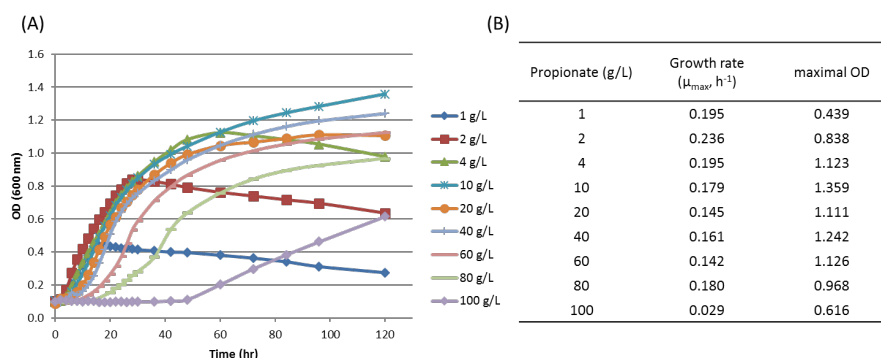 (A)
1.6
1.4
1.2
1.0
0.8
0.6
0.4
0.2
0.0
OD (600 nm)
0 20 40 60 80 100 120
Time (hr)
1 g/L
2 g/L
4 g/L
10 g/L
20 g/L
40 g/L
60 g/L
80 g/L
100 g/L
(B)
Propionate (g/L) Growth rate (μmax, h-1) maximal OD
1 0.195 0.439
2 0.236 0.838
4 0.195 1.123
10 0.179 1.359
20 0.145 1.111
40 0.161 1.242
60 0.142 1.126
80 0.180 0.968
100 0.029 0.616